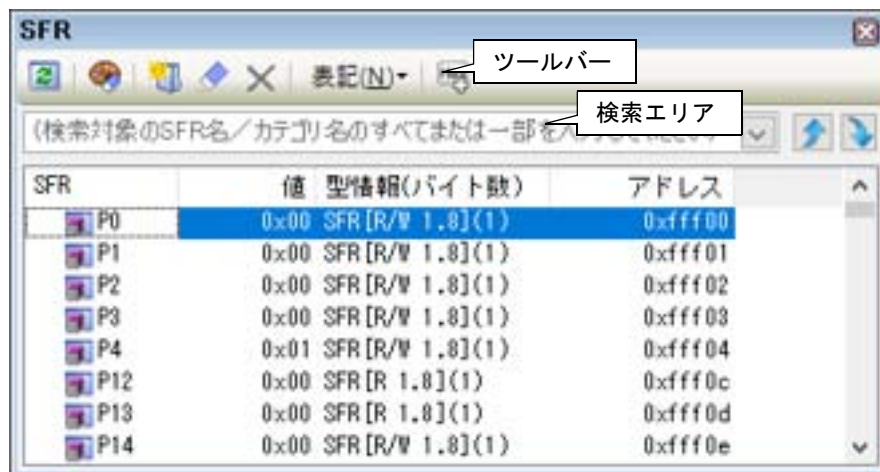 SFR
表記(N)▾
ツールバー
検索エリア
(検索対象のSFR名／カテゴリ名のすべてまたは一部を
SFR 値 型情報(バイト数) アドレス
P0 0x00 SFR[R/W 1.8](1) 0xfff00
P1 0x00 SFR[R/W 1.8](1) 0xfff01
P2 0x00 SFR[R/W 1.8](1) 0xfff02
P3 0x00 SFR[R/W 1.8](1) 0xfff03
P4 0x01 SFR[R/W 1.8](1) 0xfff04
P12 0x00 SFR[R 1.8](1) 0xfff0c
P13 0x00 SFR[R 1.8](1) 0xfff0d
P14 0x00 SFR[R/W 1.8](1) 0xfff0e